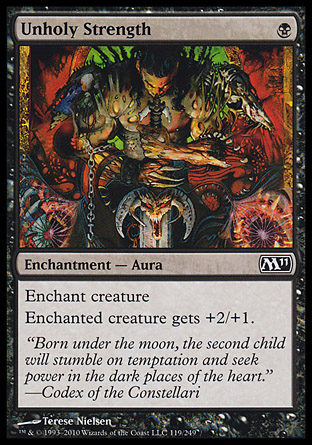 Unholy Strength
Enchantment — Aura
M11
Enchant creature
Enchanted creature gets +2/+1.
“Born under the moon, the second child
will stumble on temptation and seek
power in the dark places of the heart.”
—Codex of the Constellari
Terese Nielsen
™ & © 1993–2010 Wizards of the Coast LLC 119/249